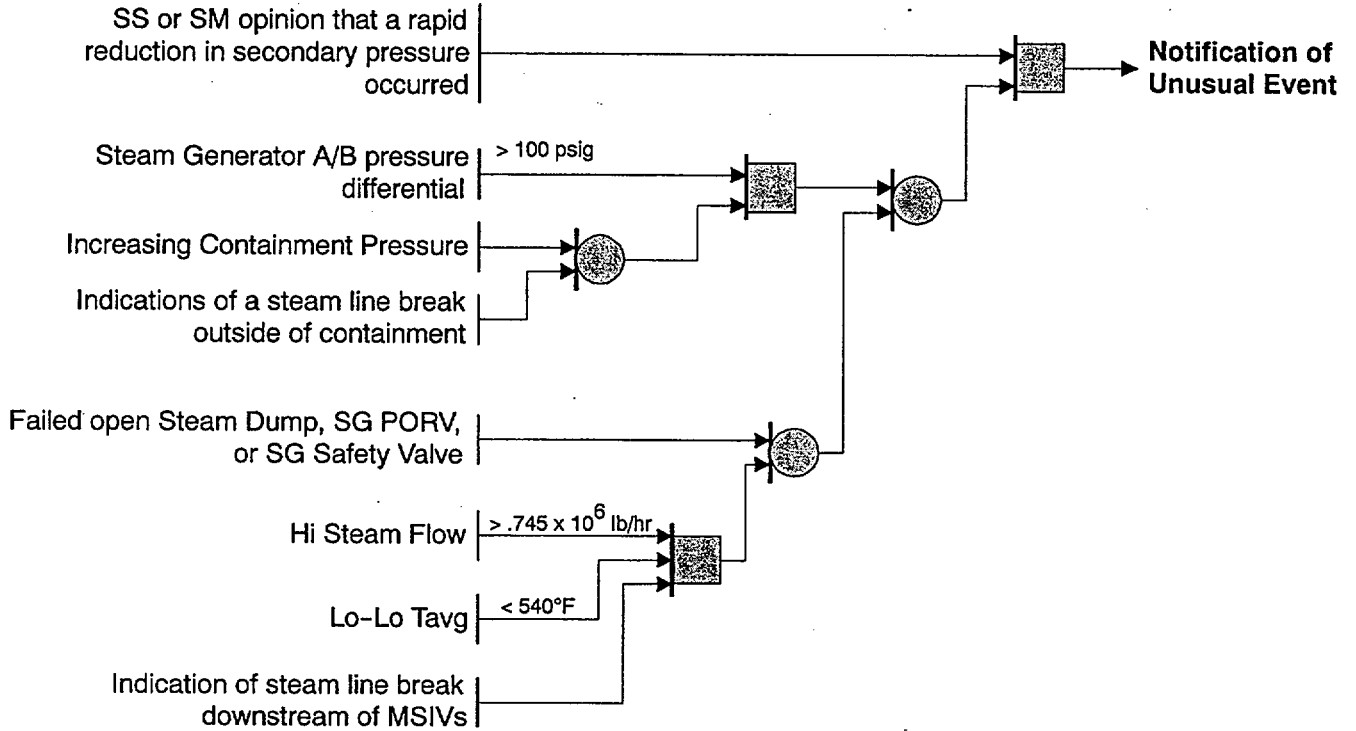 SS or SM opinion that a rapid
reduction in secondary pressure
occurred
Notification of
Unusual Event
Steam Generator A/B pressure
differential
> 100 psig
Increasing Containment Pressure
Indications of a steam line break
outside of containment
Failed open Steam Dump, SG PORV,
or SG Safety Valve
Hi Steam Flow
> .745 x 10⁶ lb/hr
Lo-Lo Tavg
< 540°F
Indication of steam line break
downstream of MSIVs